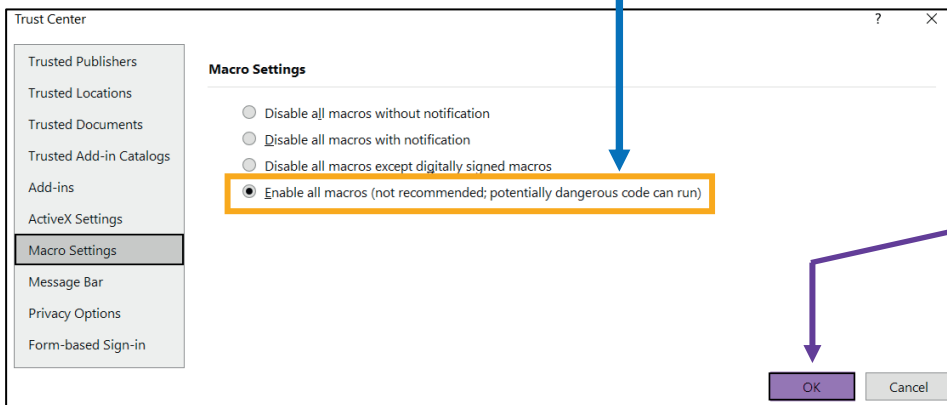 Trust Center
? ×
Trusted Publishers
Trusted Locations
Trusted Documents
Trusted Add-in Catalogs
Add-ins
ActiveX Settings
Macro Settings
Message Bar
Privacy Options
Form-based Sign-in
Macro Settings
Disable all macros without notification
Disable all macros with notification
Disable all macros except digitally signed macros
Enable all macros (not recommended; potentially dangerous code can run)
OK
Cancel